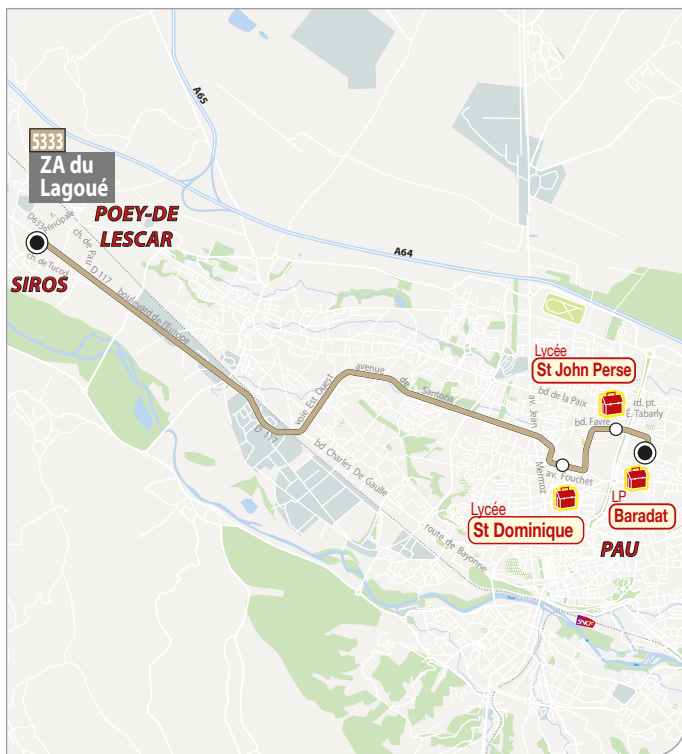 A65
5333
ZA du
Lagoué
POEY-DE
LESCAR
r.
Principale
D633
ch. de Pau
D 117
ch. de Tucod
SIROS
boulevard de l'Europe
A64
voie Est Ouest
avenue
de
Santona
D 117
bd Charles De Gaulle
route de Bayonne
Lycée
St John Perse
bd de la Paix
rd. pt.
E. Tabarly
bd. Favre
av. Jean
Mermoz
av. Fouchet
Lycée
St Dominique
LP
Baradat
PAU
SNCF